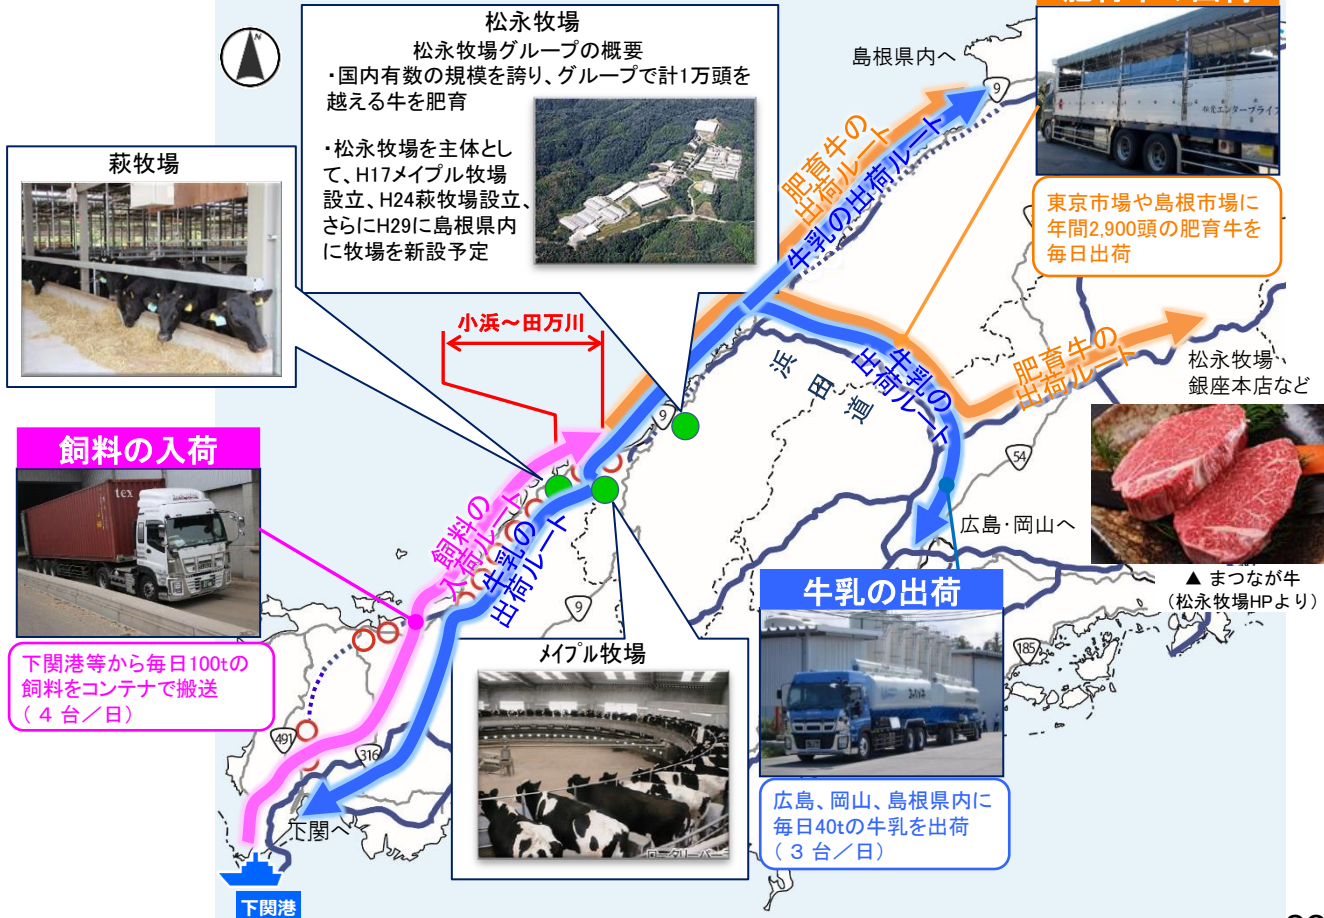 松永牧場
松永牧場グループの概要
・国内有数の規模を誇り、グループで計1万頭を
越える牛を肥育
・松永牧場を主体とし
て、H17メイプル牧場
設立、H24萩牧場設立、
さらにH29に島根県内
に牧場を新設予定
萩牧場
島根県内へ
9
肥育牛の
出荷ルート
牛乳の出荷ルート
東京市場や島根市場に
年間2,900頭の肥育牛を
毎日出荷
小浜～田万川
9
浜田道
牛乳の
出荷ルート
肥育牛の
出荷ルート
松永牧場
銀座本店など
54
広島・岡山へ
▲ まつなが牛
（松永牧場HPより）
飼料の入荷
tex
飼料の
入荷ルート
牛乳の
出荷ルート
9
下関港等から毎日100tの
飼料をコンテナで搬送
（ 4 台／日）
491
316
下関へ
下関港
メイプル牧場
牛乳の出荷
185
広島、岡山、島根県内に
毎日40tの牛乳を出荷
（ 3 台／日）